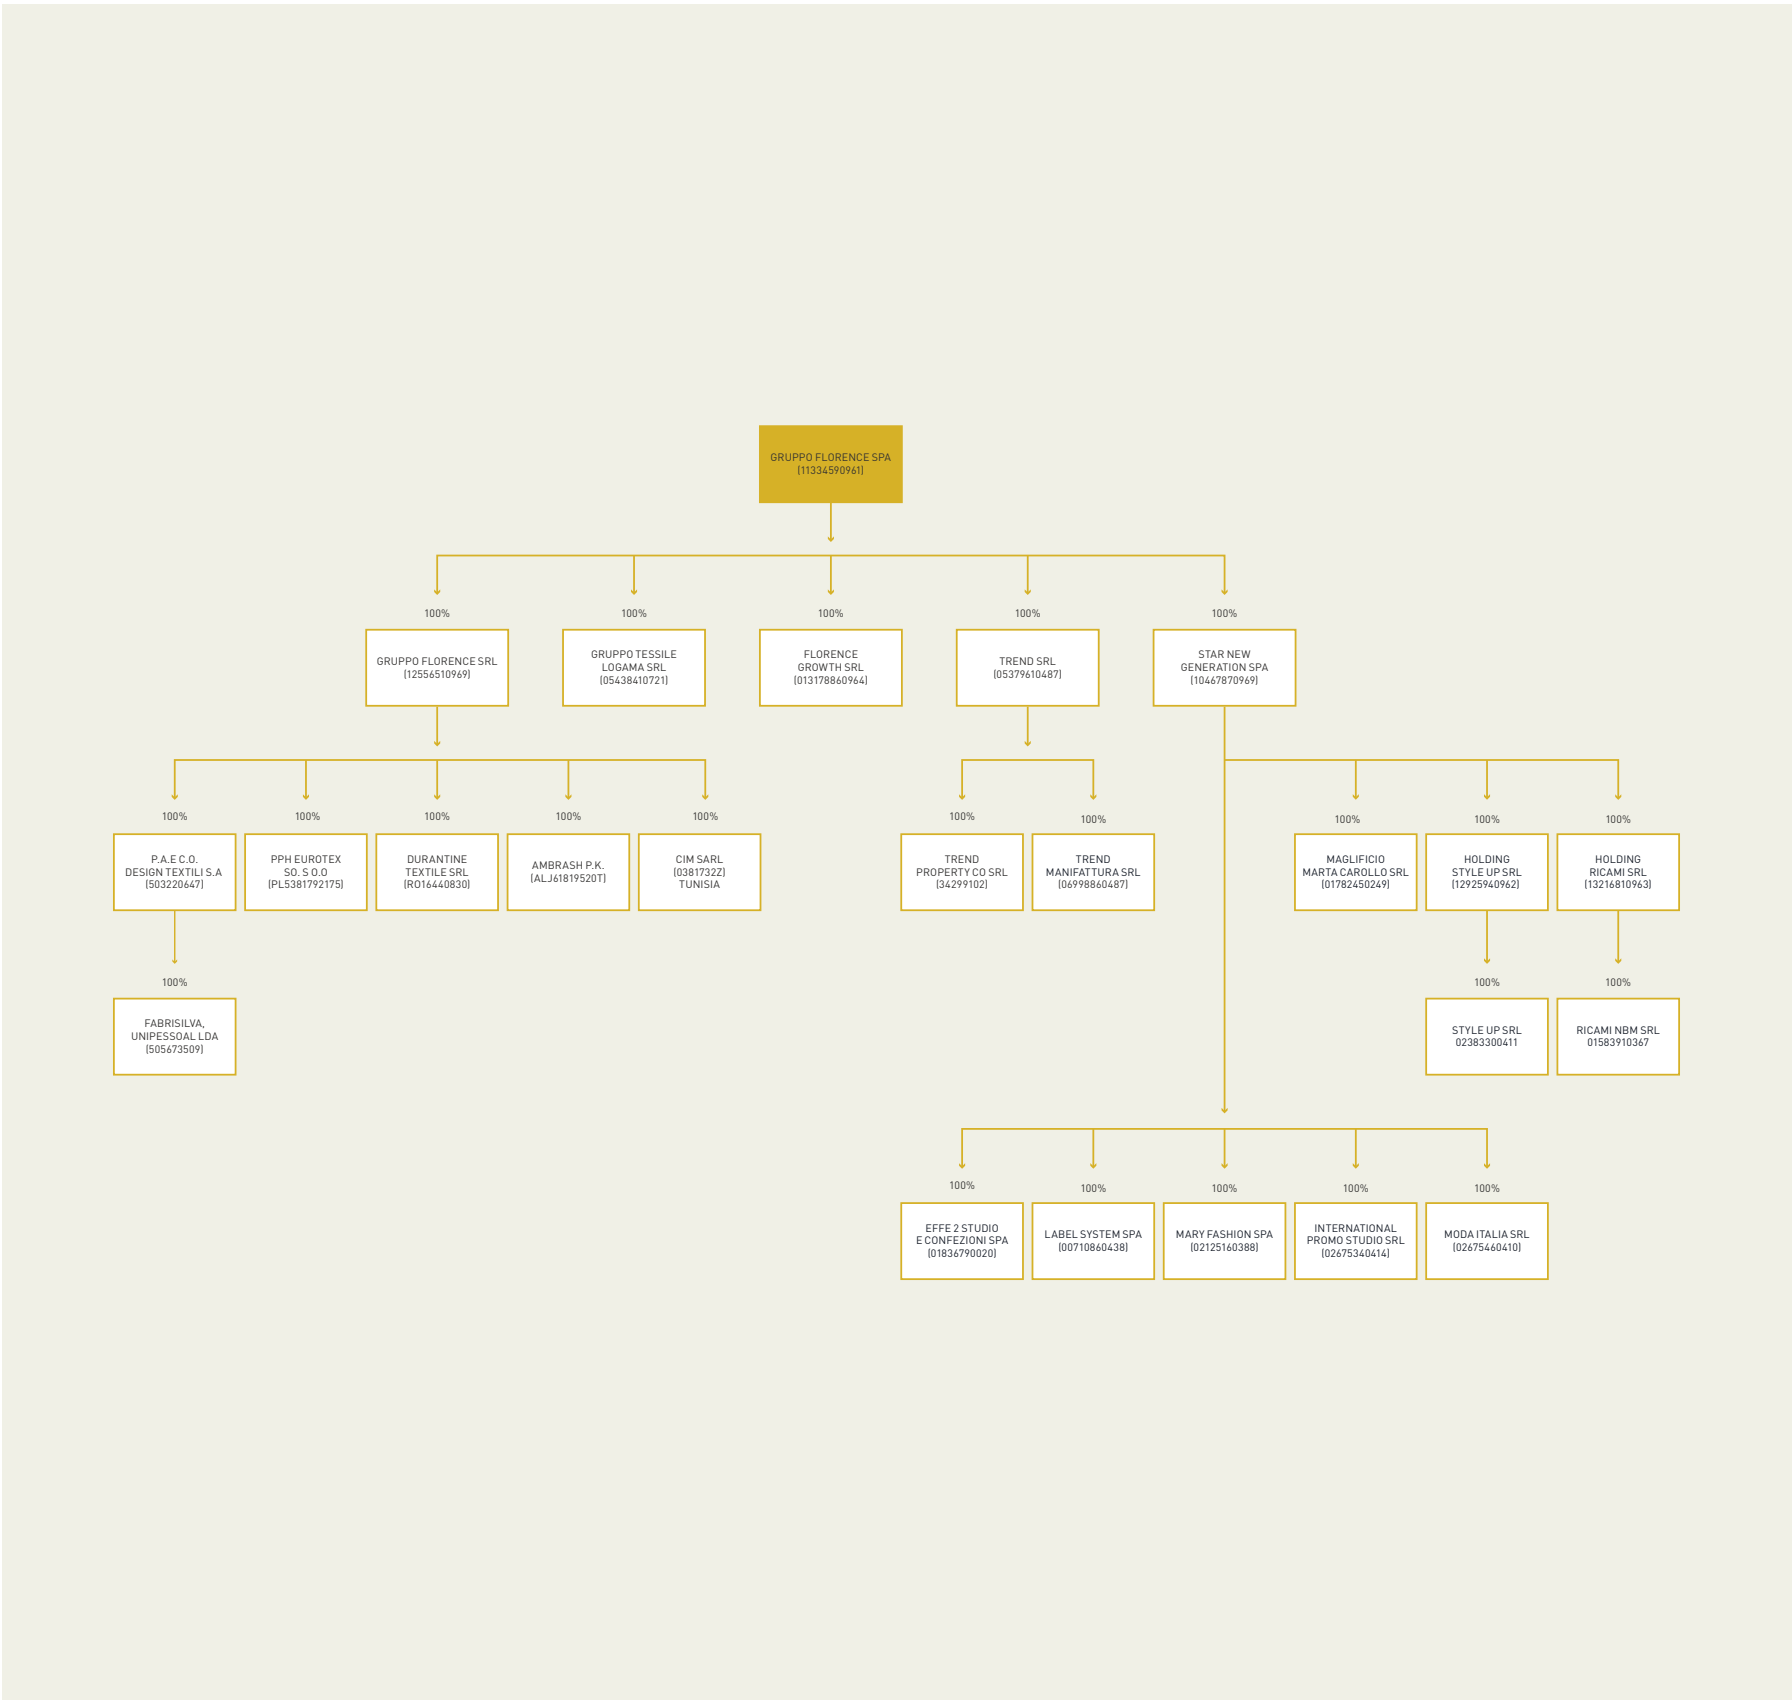 GRUPPO FLORENCE SPA
(11334590961)
100%
100%
100%
100%
100%
GRUPPO FLORENCE SRL
(12556510969)
GRUPPO TESSILE
LOGAMA SRL
(05438410721)
FLORENCE
GROWTH SRL
(013178860964)
TREND SRL
(05379610487)
STAR NEW
GENERATION SPA
(10467870969)
100%
100%
100%
100%
100%
100%
100%
100%
100%
100%
P.A.E C.O.
DESIGN TEXTILI S.A
(503220647)
PPH EUROTEX
SO. S O.O
(PL5381792175)
DURANTINE
TEXTILE SRL
(RO16440830)
AMBRASH P.K.
(ALJ61819520T)
CIM SARL
(0381732Z)
TUNISIA
TREND
PROPERTY CO SRL
(34299102)
TREND
MANIFATTURA SRL
(06998860487)
MAGLIFICIO
MARTA CAROLLO SRL
(01782450249)
HOLDING
STYLE UP SRL
(12925940962)
HOLDING
RICAMI SRL
(13216810963)
100%
100%
100%
FABRISILVA,
UNIPESSOAL LDA
(505673509)
STYLE UP SRL
02383300411
RICAMI NBM SRL
01583910367
100%
100%
100%
100%
100%
EFFE 2 STUDIO
E CONFEZIONI SPA
(01836790020)
LABEL SYSTEM SPA
(00710860438)
MARY FASHION SPA
(02125160388)
INTERNATIONAL
PROMO STUDIO SRL
(02675340414)
MODA ITALIA SRL
(02675460410)